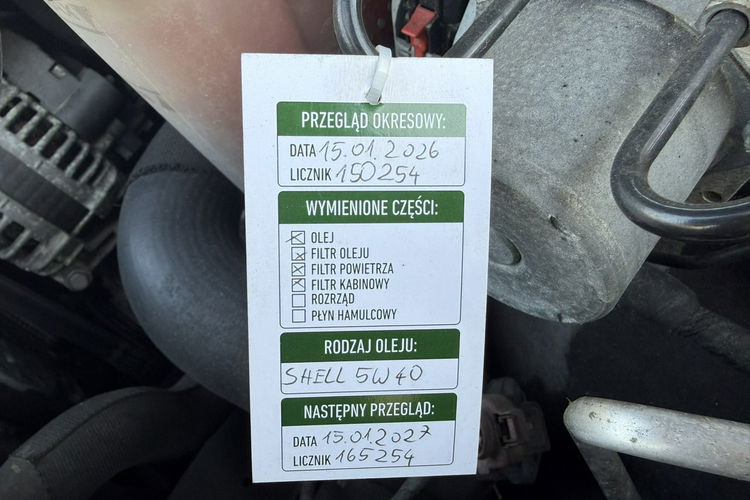 PRZEGLĄD OKRESOWY:
DATA 15.01.2026
LICZNIK 150254
WYMIENIONE CZĘŚCI:
OLEJ
FILTR OLEJU
FILTR POWIETRZA
FILTR KABINOWY
ROZRZĄD
PŁYN HAMULCOWY
RODZAJ OLEJU:
SHELL 5W40
NASTĘPNY PRZEGLĄD:
DATA 15.01.2027
LICZNIK 165254